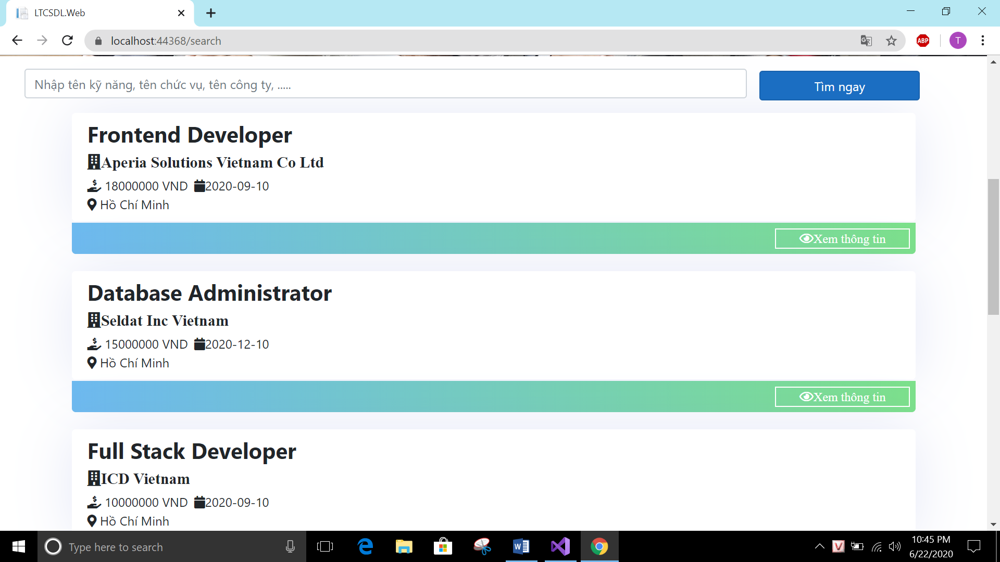 LTCSDL.Web
localhost:44368/search
ABP
T
Nhập tên kỹ năng, tên chức vụ, tên công ty, .....
Tìm ngay
Frontend Developer
Aperia Solutions Vietnam Co Ltd
18000000 VND 2020-09-10
Hồ Chí Minh
Xem thông tin
Database Administrator
Seldat Inc Vietnam
15000000 VND 2020-12-10
Hồ Chí Minh
Xem thông tin
Full Stack Developer
ICD Vietnam
10000000 VND 2020-09-10
Hồ Chí Minh
Type here to search
10:45 PM
6/22/2020